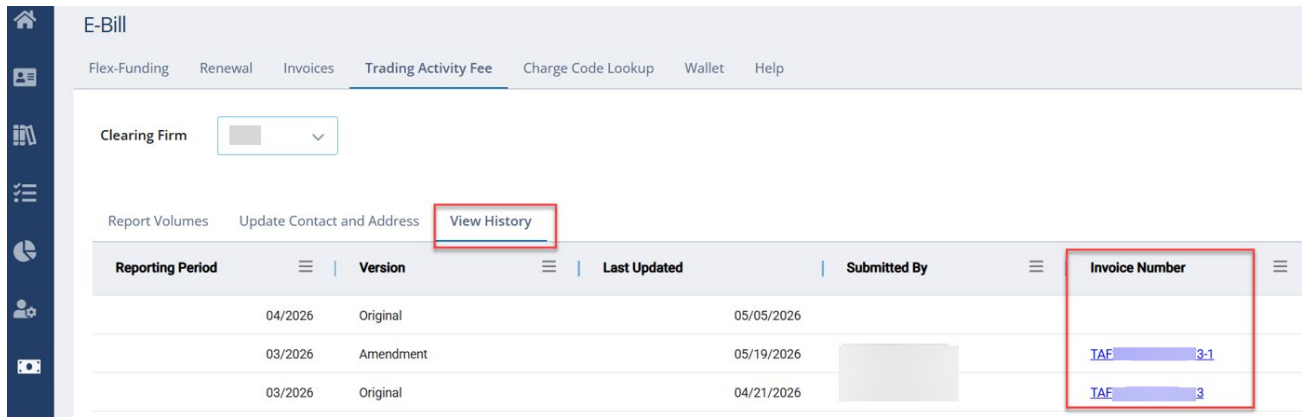 E-Bill
Flex-Funding Renewal Invoices Trading Activity Fee Charge Code Lookup Wallet Help
Clearing Firm
Report Volumes Update Contact and Address View History
Reporting Period Version Last Updated Submitted By Invoice Number
04/2026 Original 05/05/2026
03/2026 Amendment 05/19/2026 TAF 3-1
03/2026 Original 04/21/2026 TAF 3